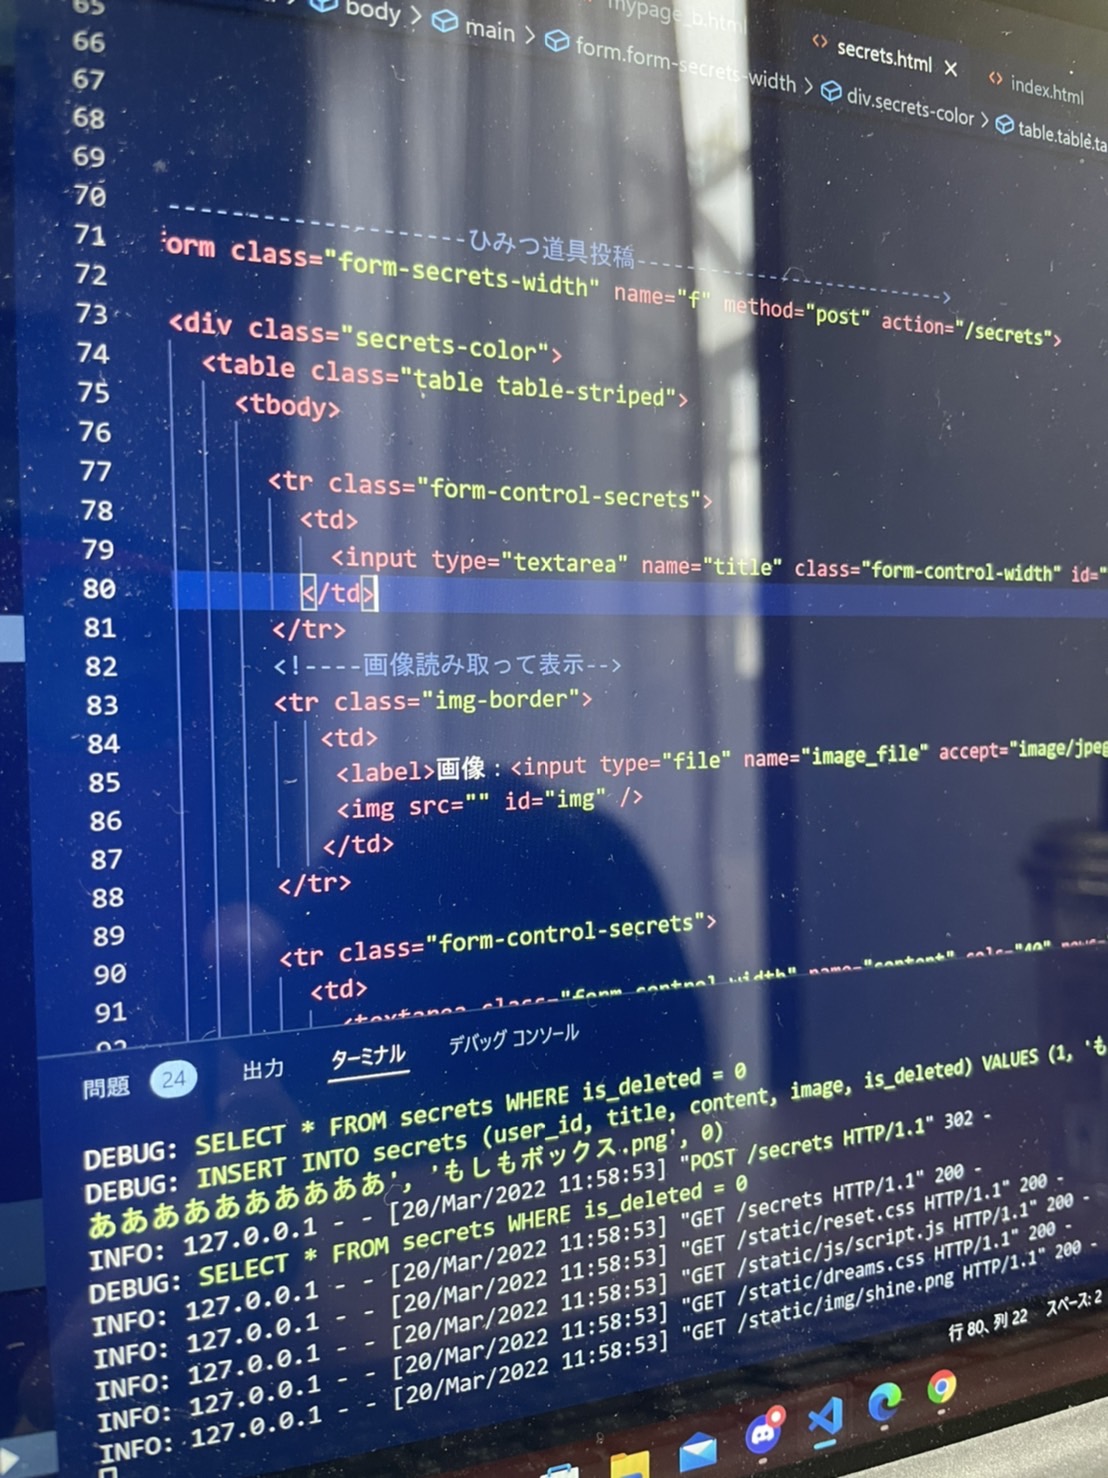 mypage_b.html
secrets.html × index.html
body > main > form.form-secrets-width > div.secrets-color > table.table.ta
65
66
67
68
69
70
71 --------------------ひみつ道具投稿-------------------->
72 orm class="form-secrets-width" name="f" method="post" action="/secrets">
73
74 <div class="secrets-color">
75 <table class="table table-striped">
76 <tbody>
77
78 <tr class="form-control-secrets">
79 <td>
80 <input type="textarea" name="title" class="form-control-width" id="
81 </td>
82 </tr>
83 <!----画像読み取って表示-->
84 <tr class="img-border">
85 <td>
86 <label>画像：<input type="file" name="image_file" accept="image/jpeg
87 <img src="" id="img" />
88 </td>
89 </tr>
90
91 <tr class="form-control-secrets">
<td>
<textarea class="form-control-width" name="content" cols="40" rows=
問題 24 出力 ターミナル デバッグ コンソール
DEBUG: SELECT * FROM secrets WHERE is_deleted = 0
DEBUG: INSERT INTO secrets (user_id, title, content, image, is_deleted) VALUES (1, 'も
ああああああああ', 'もしもボックス.png', 0)
INFO: 127.0.0.1 - - [20/Mar/2022 11:58:53] "POST /secrets HTTP/1.1" 302 -
DEBUG: SELECT * FROM secrets WHERE is_deleted = 0
INFO: 127.0.0.1 - - [20/Mar/2022 11:58:53] "GET /secrets HTTP/1.1" 200 -
INFO: 127.0.0.1 - - [20/Mar/2022 11:58:53] "GET /static/reset.css HTTP/1.1" 200 -
INFO: 127.0.0.1 - - [20/Mar/2022 11:58:53] "GET /static/js/script.js HTTP/1.1" 200 -
INFO: 127.0.0.1 - - [20/Mar/2022 11:58:53] "GET /static/dreams.css HTTP/1.1" 200 -
INFO: 127.0.0.1 - - [20/Mar/2022 11:58:53] "GET /static/img/shine.png HTTP/1.1" 200 -
行 80、列 22 スペース: 2